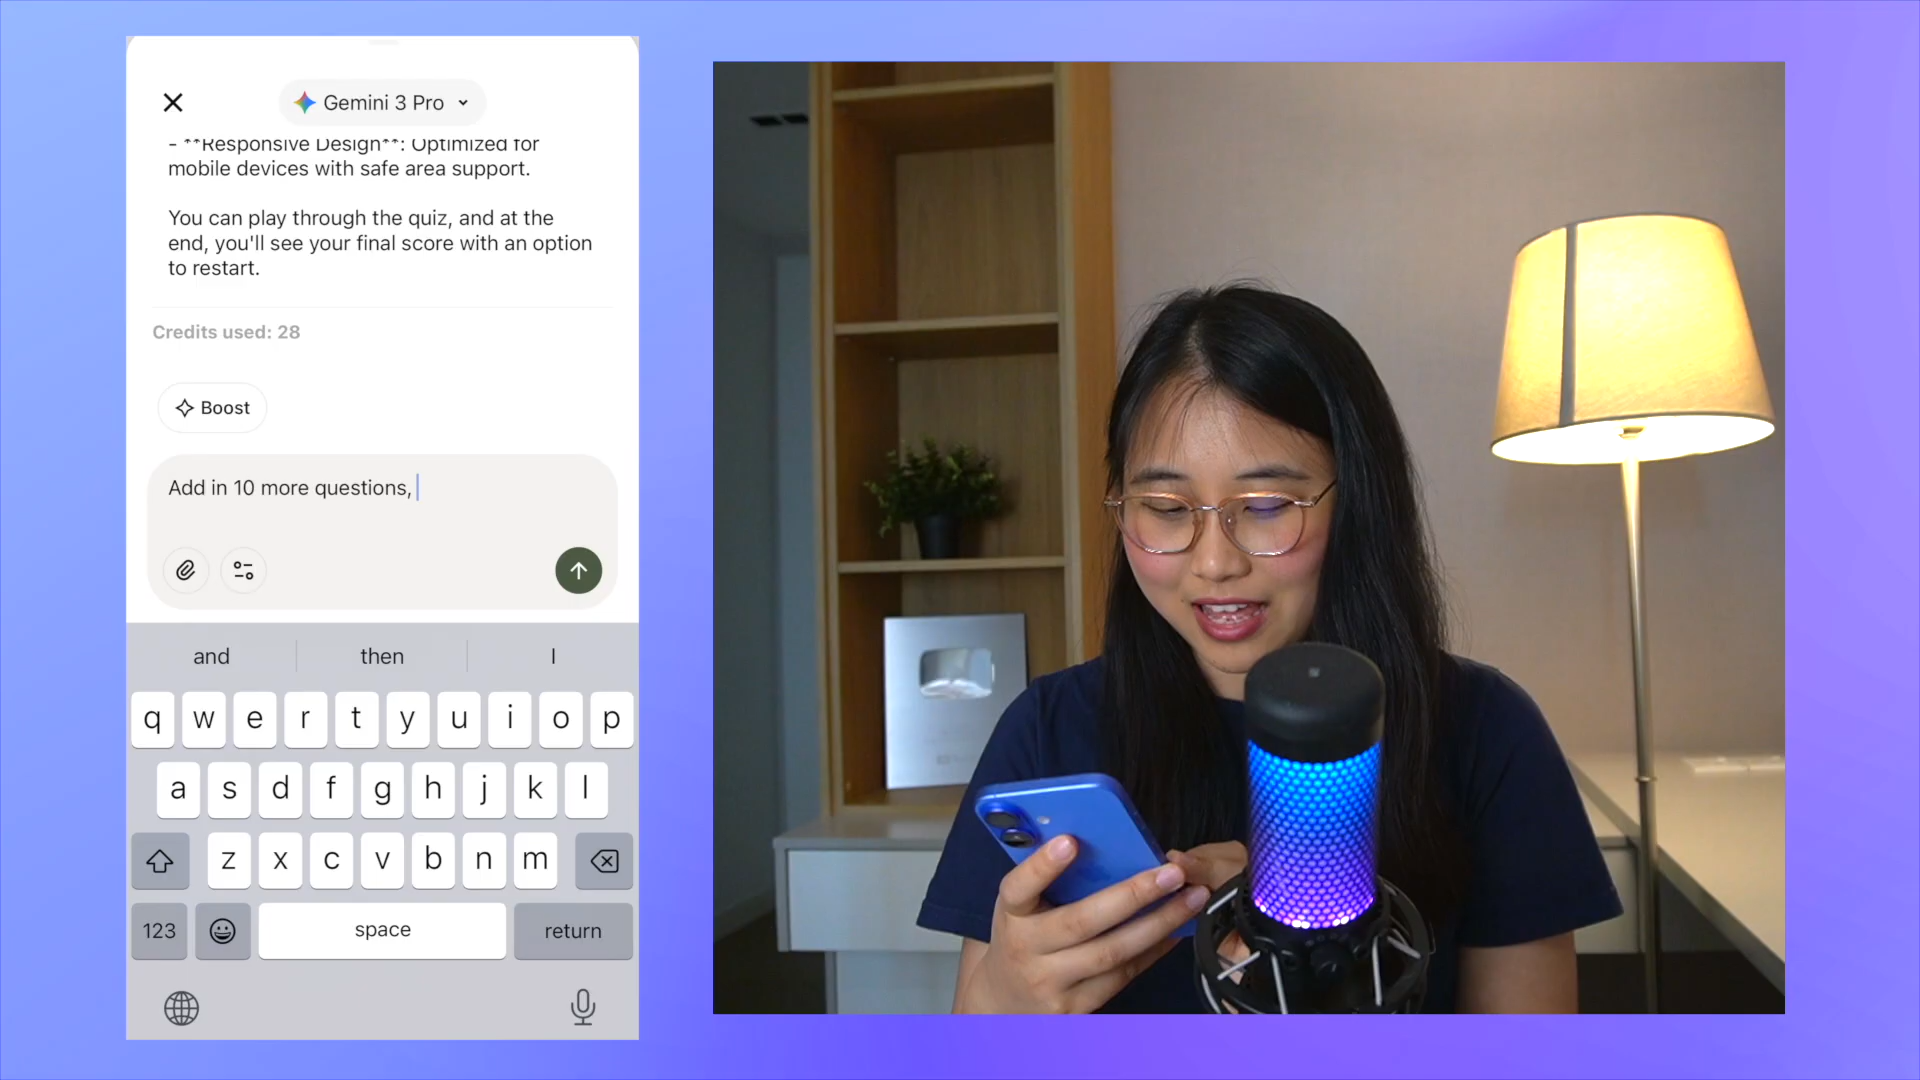 Gemini 3 Pro
- **Responsive Design**: Optimized for
mobile devices with safe area support.
You can play through the quiz, and at the
end, you'll see your final score with an option
to restart.
Credits used: 28
Boost
Add in 10 more questions,
and then I
q w e r t y u i o p
a s d f g h j k l
z x c v b n m
123 space return